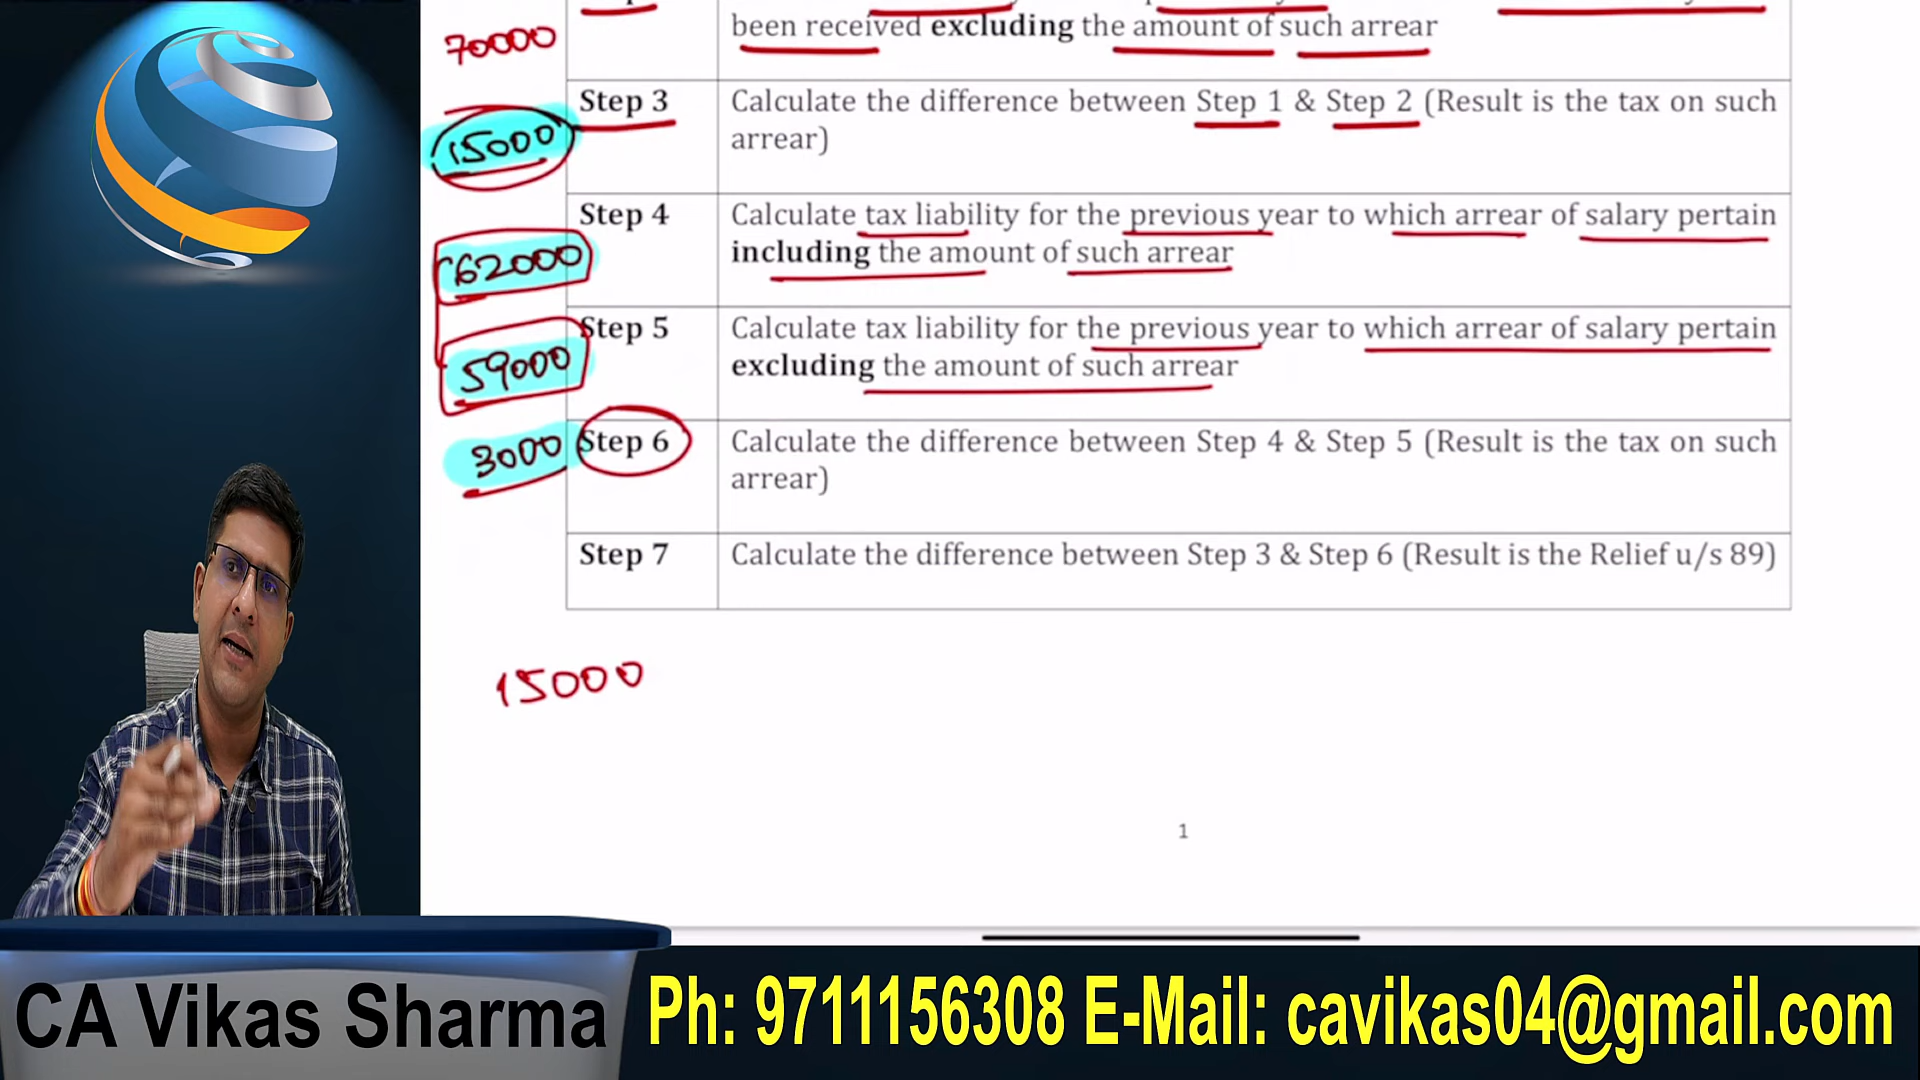 been received excluding the amount of such arrear
70000
Step 3
Calculate the difference between Step 1 & Step 2 (Result is the tax on such
arrear)
15000
Step 4
Calculate tax liability for the previous year to which arrear of salary pertain
including the amount of such arrear
62000
Step 5
Calculate tax liability for the previous year to which arrear of salary pertain
excluding the amount of such arrear
59000
3000
Step 6
Calculate the difference between Step 4 & Step 5 (Result is the tax on such
arrear)
Step 7
Calculate the difference between Step 3 & Step 6 (Result is the Relief u/s 89)
15000
1
CA Vikas Sharma
Ph: 9711156308 E-Mail: cavikas04@gmail.com